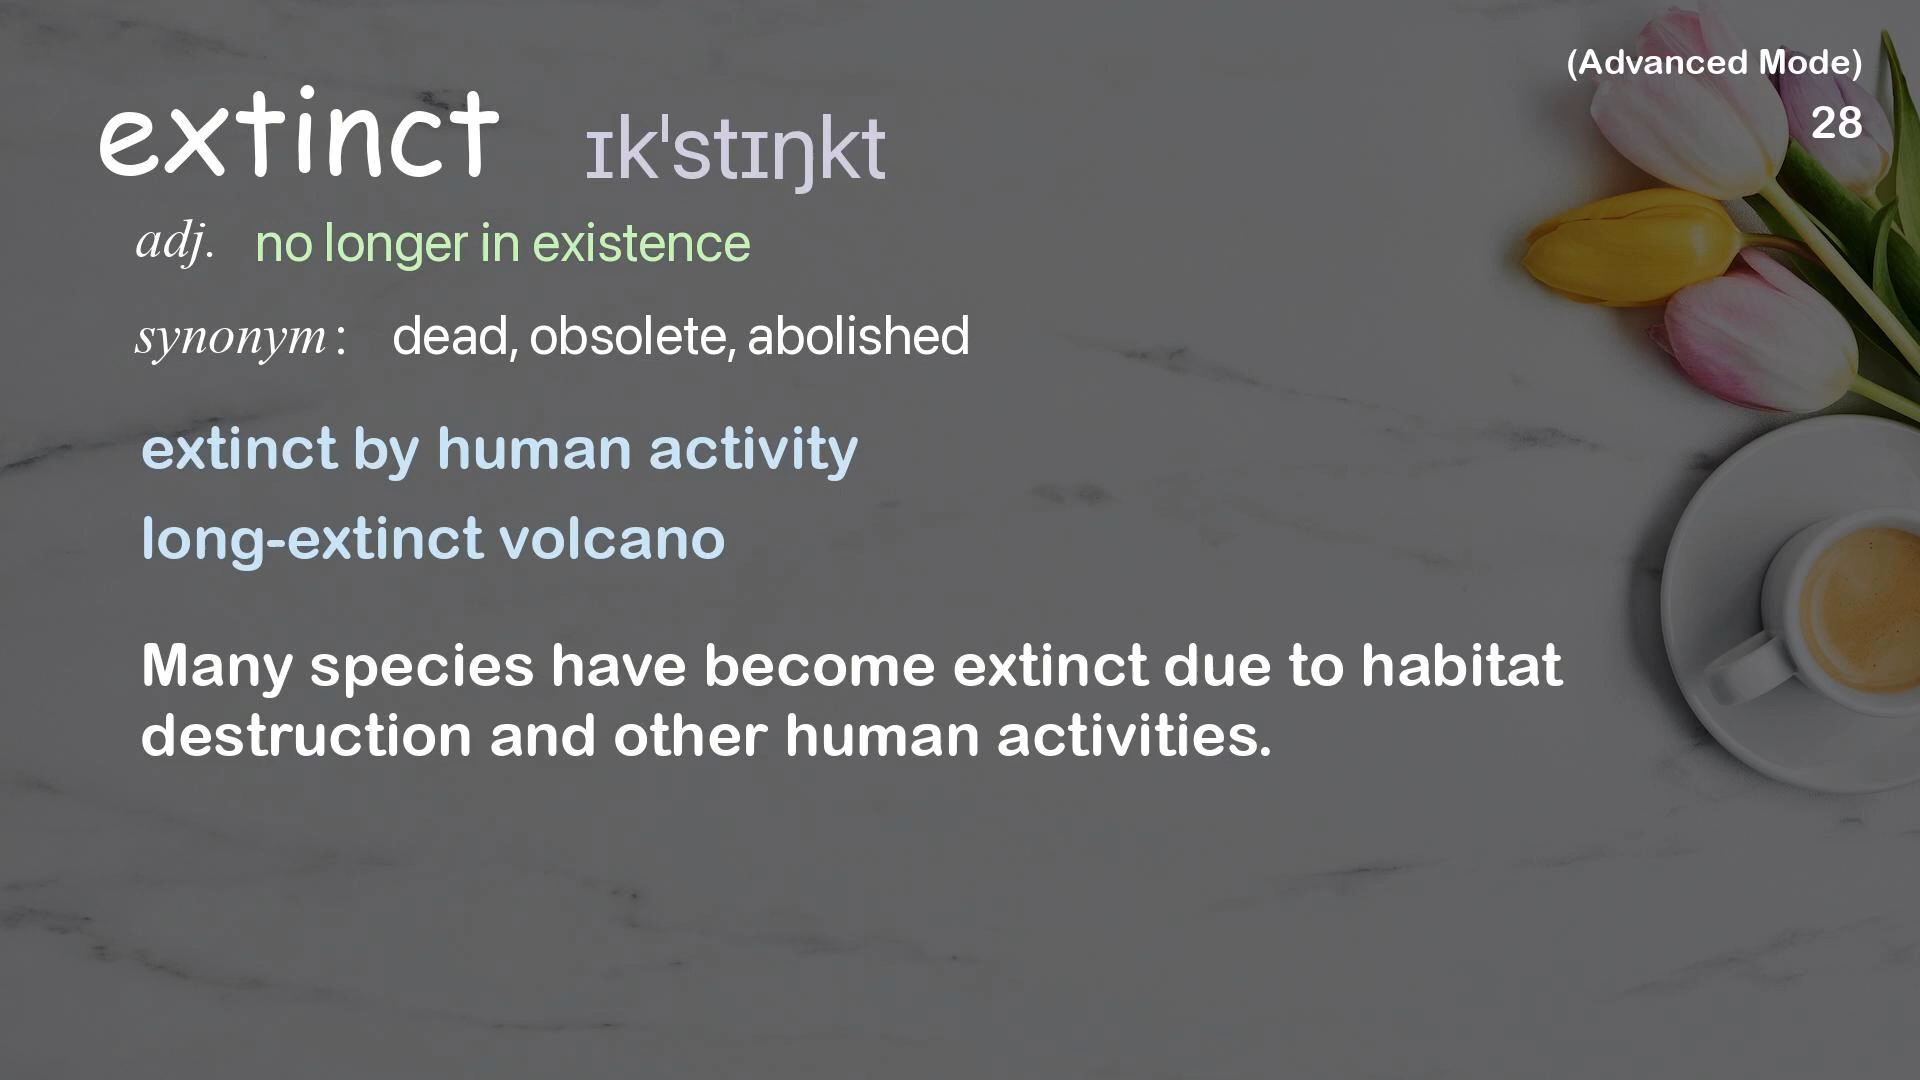 (Advanced Mode)
28
extinct ɪkˈstɪŋkt
adj. no longer in existence
synonym: dead, obsolete, abolished
extinct by human activity
long-extinct volcano
Many species have become extinct due to habitat
destruction and other human activities.